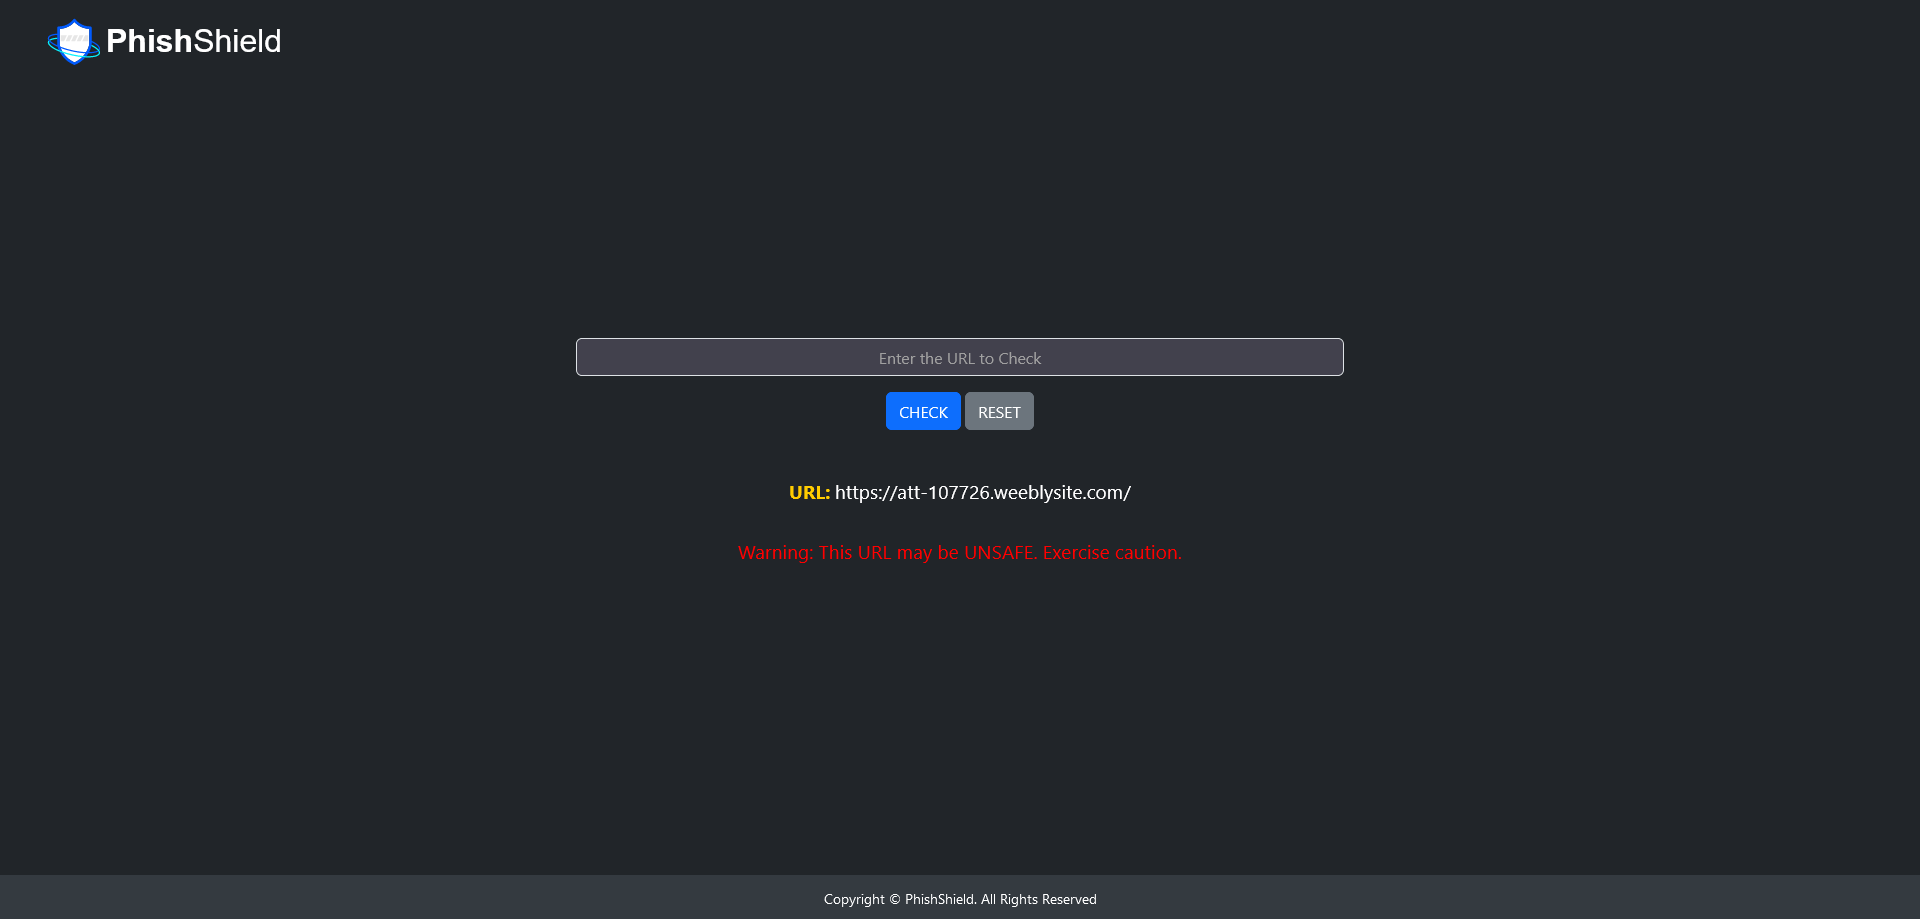 PhishShield
Enter the URL to Check
CHECK RESET
URL: https://att-107726.weeblysite.com/
Warning: This URL may be UNSAFE. Exercise caution.
Copyright © PhishShield. All Rights Reserved